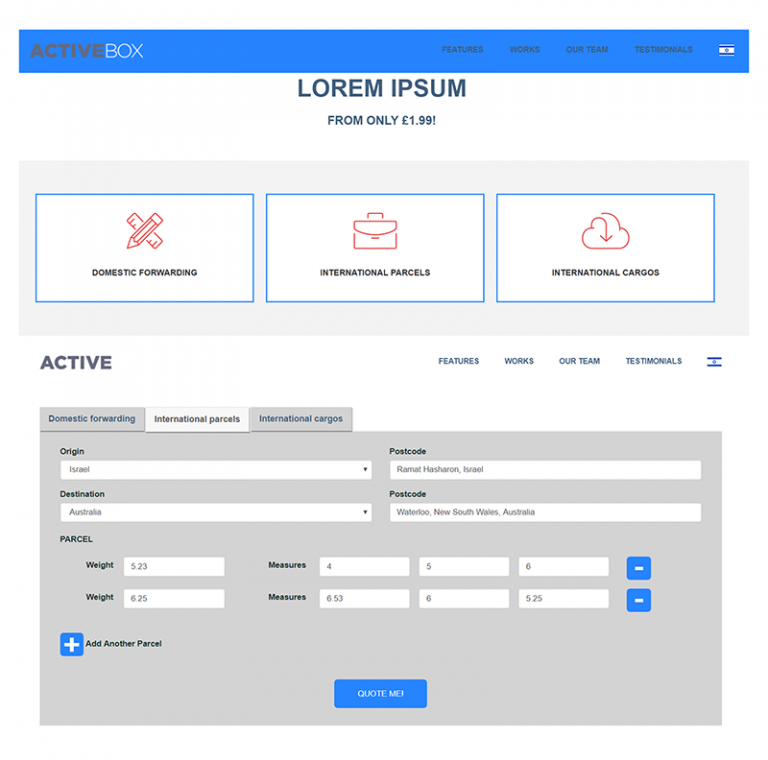 ACTIVEBOX FEATURES WORKS OUR TEAM TESTIMONIALS
LOREM IPSUM
FROM ONLY £1.99!
DOMESTIC FORWARDING INTERNATIONAL PARCELS INTERNATIONAL CARGOS
ACTIVE FEATURES WORKS OUR TEAM TESTIMONIALS
Domestic forwarding International parcels International cargos
Origin Postcode
Israel Ramat Hasharon, Israel
Destination Postcode
Australia Waterloo, New South Wales, Australia
PARCEL
Weight 5.23 Measures 4 5 6
Weight 6.25 Measures 6.53 6 5.25
Add Another Parcel
QUOTE ME!